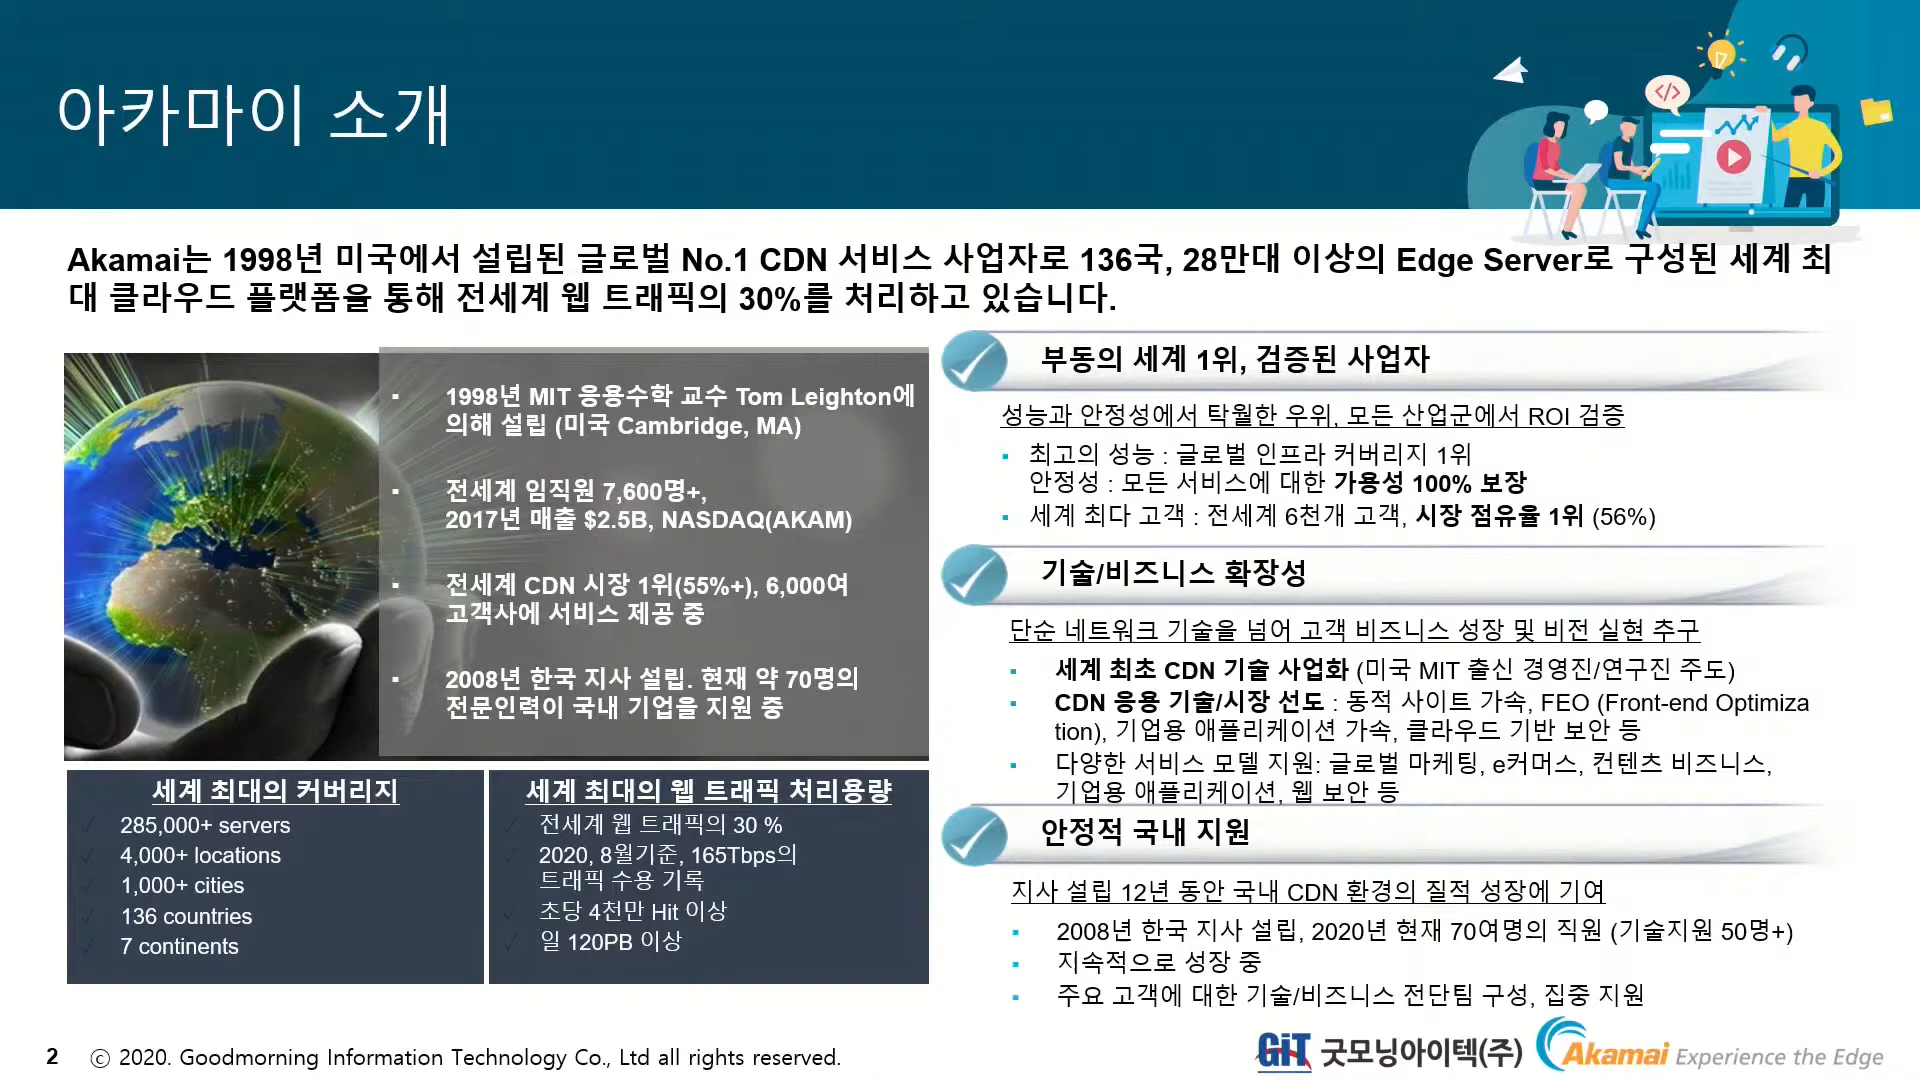 아카마이 소개
</>
Akamai는 1998년 미국에서 설립된 글로벌 No.1 CDN 서비스 사업자로 136국, 28만대 이상의 Edge Server로 구성된 세계 최
대 클라우드 플랫폼을 통해 전세계 웹 트래픽의 30%를 처리하고 있습니다.
▪ 1998년 MIT 응용수학 교수 Tom Leighton에
의해 설립 (미국 Cambridge, MA)
▪ 전세계 임직원 7,600명+,
2017년 매출 $2.5B, NASDAQ(AKAM)
▪ 전세계 CDN 시장 1위(55%+), 6,000여
고객사에 서비스 제공 중
▪ 2008년 한국 지사 설립. 현재 약 70명의
전문인력이 국내 기업을 지원 중
세계 최대의 커버리지
✓ 285,000+ servers
✓ 4,000+ locations
✓ 1,000+ cities
✓ 136 countries
✓ 7 continents
세계 최대의 웹 트래픽 처리용량
✓ 전세계 웹 트래픽의 30 %
✓ 2020, 8월기준, 165Tbps의
트래픽 수용 기록
✓ 초당 4천만 Hit 이상
✓ 일 120PB 이상
부동의 세계 1위, 검증된 사업자
성능과 안정성에서 탁월한 우위, 모든 산업군에서 ROI 검증
▪ 최고의 성능 : 글로벌 인프라 커버리지 1위
안정성 : 모든 서비스에 대한 가용성 100% 보장
▪ 세계 최다 고객 : 전세계 6천개 고객, 시장 점유율 1위 (56%)
기술/비즈니스 확장성
단순 네트워크 기술을 넘어 고객 비즈니스 성장 및 비전 실현 추구
▪ 세계 최초 CDN 기술 사업화 (미국 MIT 출신 경영진/연구진 주도)
▪ CDN 응용 기술/시장 선도 : 동적 사이트 가속, FEO (Front-end Optimiza
tion), 기업용 애플리케이션 가속, 클라우드 기반 보안 등
▪ 다양한 서비스 모델 지원: 글로벌 마케팅, e커머스, 컨텐츠 비즈니스,
기업용 애플리케이션, 웹 보안 등
안정적 국내 지원
지사 설립 12년 동안 국내 CDN 환경의 질적 성장에 기여
▪ 2008년 한국 지사 설립, 2020년 현재 70여명의 직원 (기술지원 50명+)
▪ 지속적으로 성장 중
▪ 주요 고객에 대한 기술/비즈니스 전담팀 구성, 집중 지원
2 ⓒ 2020. Goodmorning Information Technology Co., Ltd all rights reserved.
GiT 굿모닝아이텍(주)
Akamai Experience the Edge